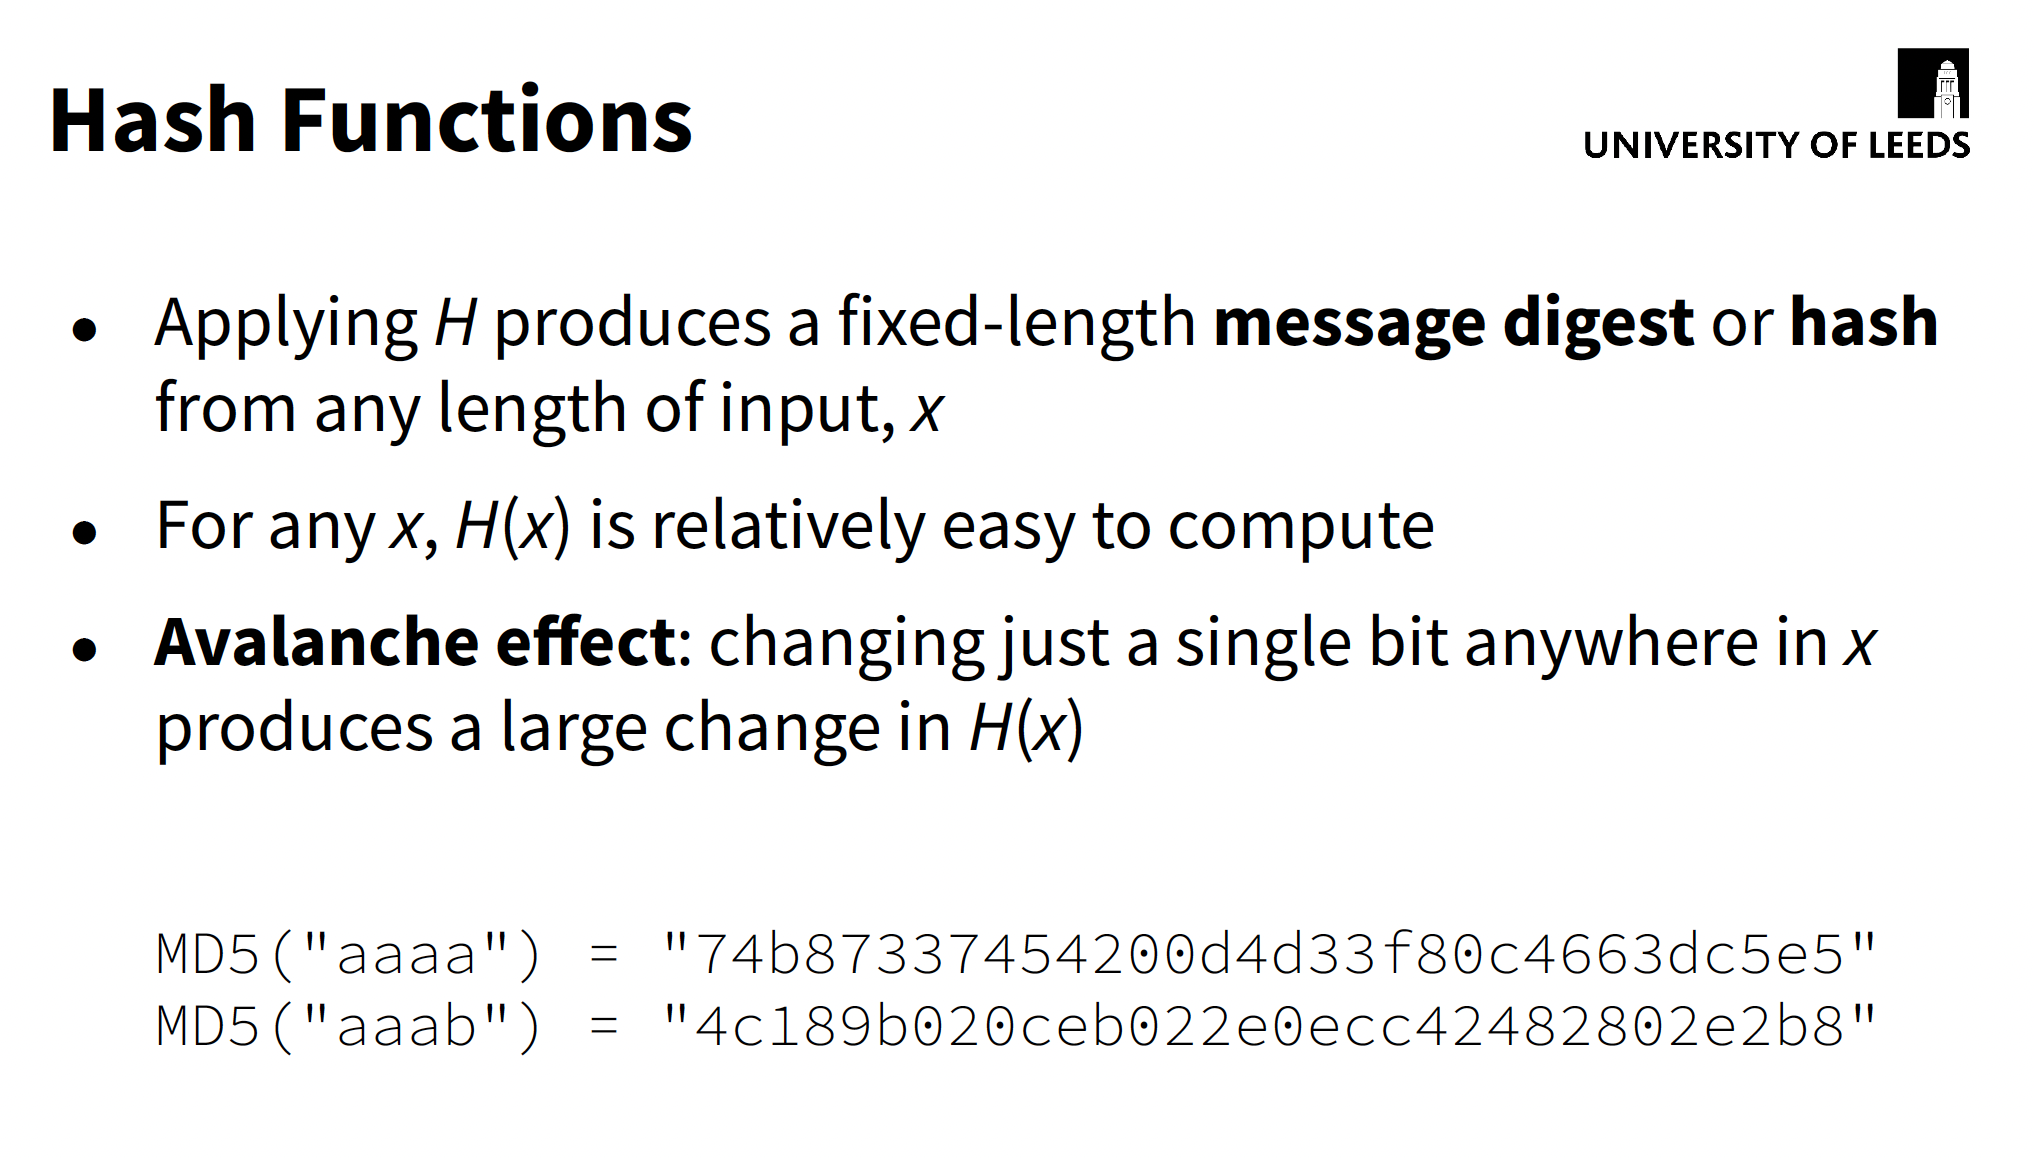 Hash Functions
UNIVERSITY OF LEEDS
● Applying H produces a fixed-length message digest or hash
from any length of input, x
● For any x, H(x) is relatively easy to compute
● Avalanche effect: changing just a single bit anywhere in x
produces a large change in H(x)
MD5("aaaa") = "74b87337454200d4d33f80c4663dc5e5"
MD5("aaab") = "4c189b020ceb022e0ecc42482802e2b8"